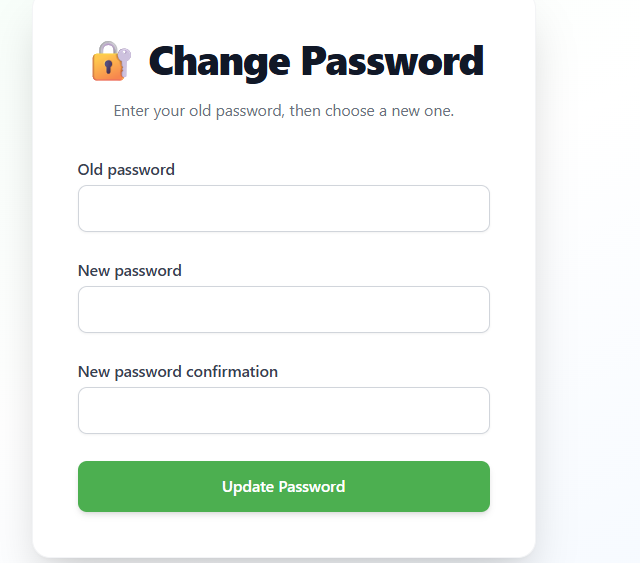 Change Password
Enter your old password, then choose a new one.
Old password
New password
New password confirmation
Update Password